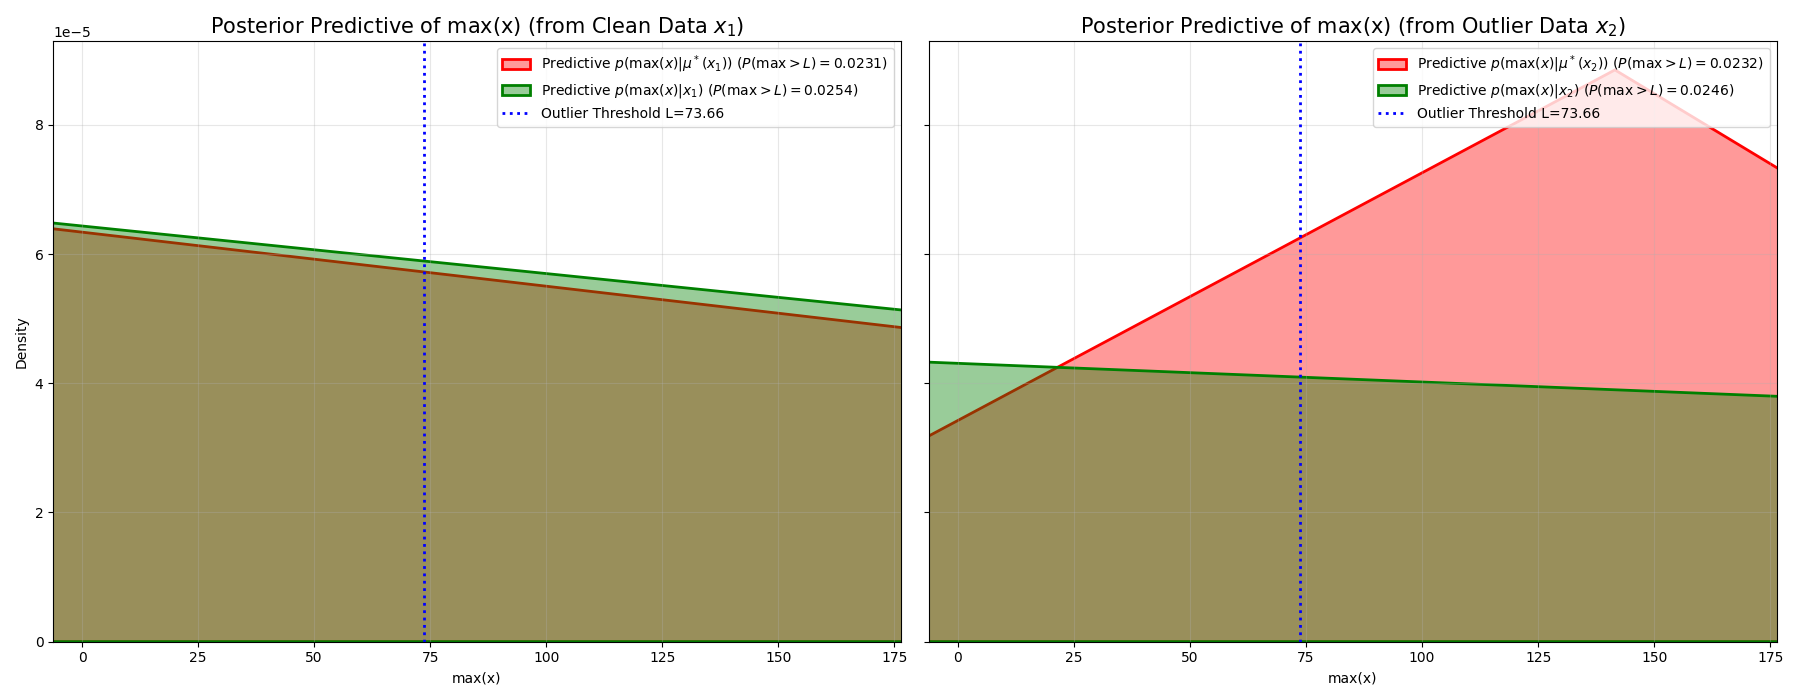 Posterior Predictive of max(x) (from Clean Data x₁)
1e−5
Predictive p(max(x)|μ*(x₁)) (P(max > L) = 0.0231)
Predictive p(max(x)|x₁) (P(max > L) = 0.0254)
Outlier Threshold L=73.66
Density
8
6
4
2
0
0 25 50 75 100 125 150 175
max(x)
Posterior Predictive of max(x) (from Outlier Data x₂)
Predictive p(max(x)|μ*(x₂)) (P(max > L) = 0.0232)
Predictive p(max(x)|x₂) (P(max > L) = 0.0246)
Outlier Threshold L=73.66
0 25 50 75 100 125 150 175
max(x)